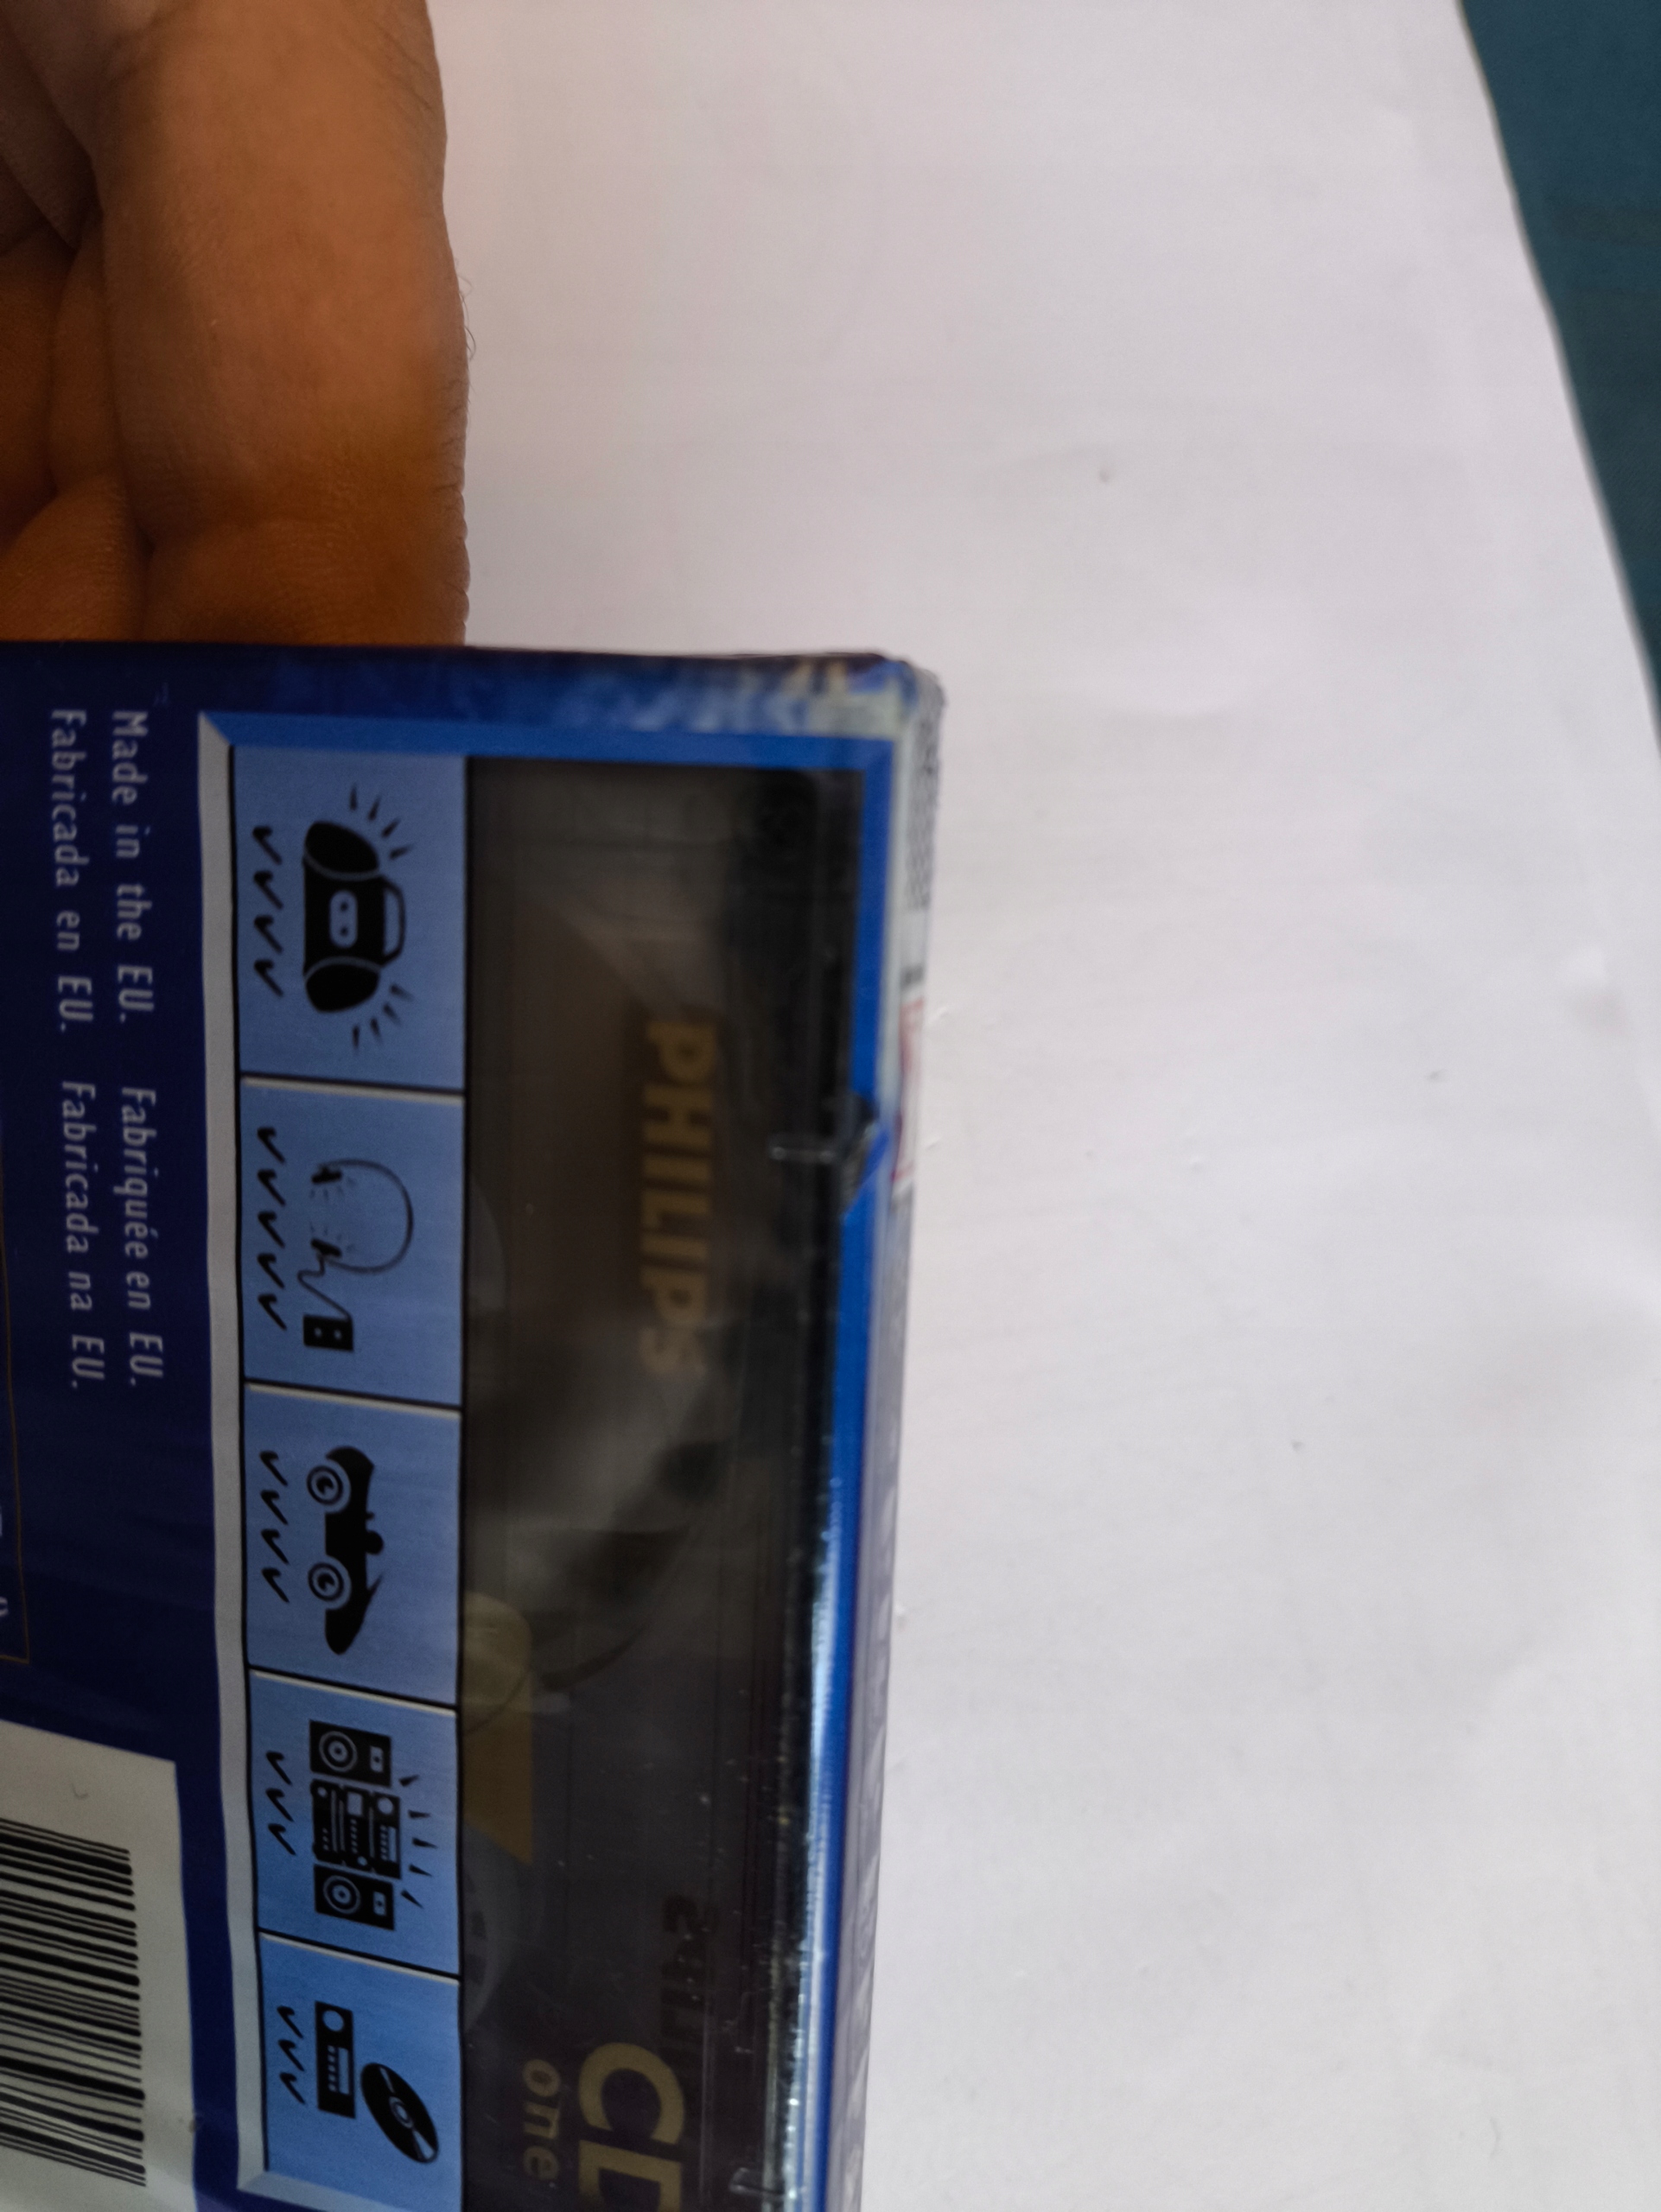 PHILIPS
CD
one
Made in the EU. Fabriquée en EU.
Fabricada en EU. Fabricada na EU.